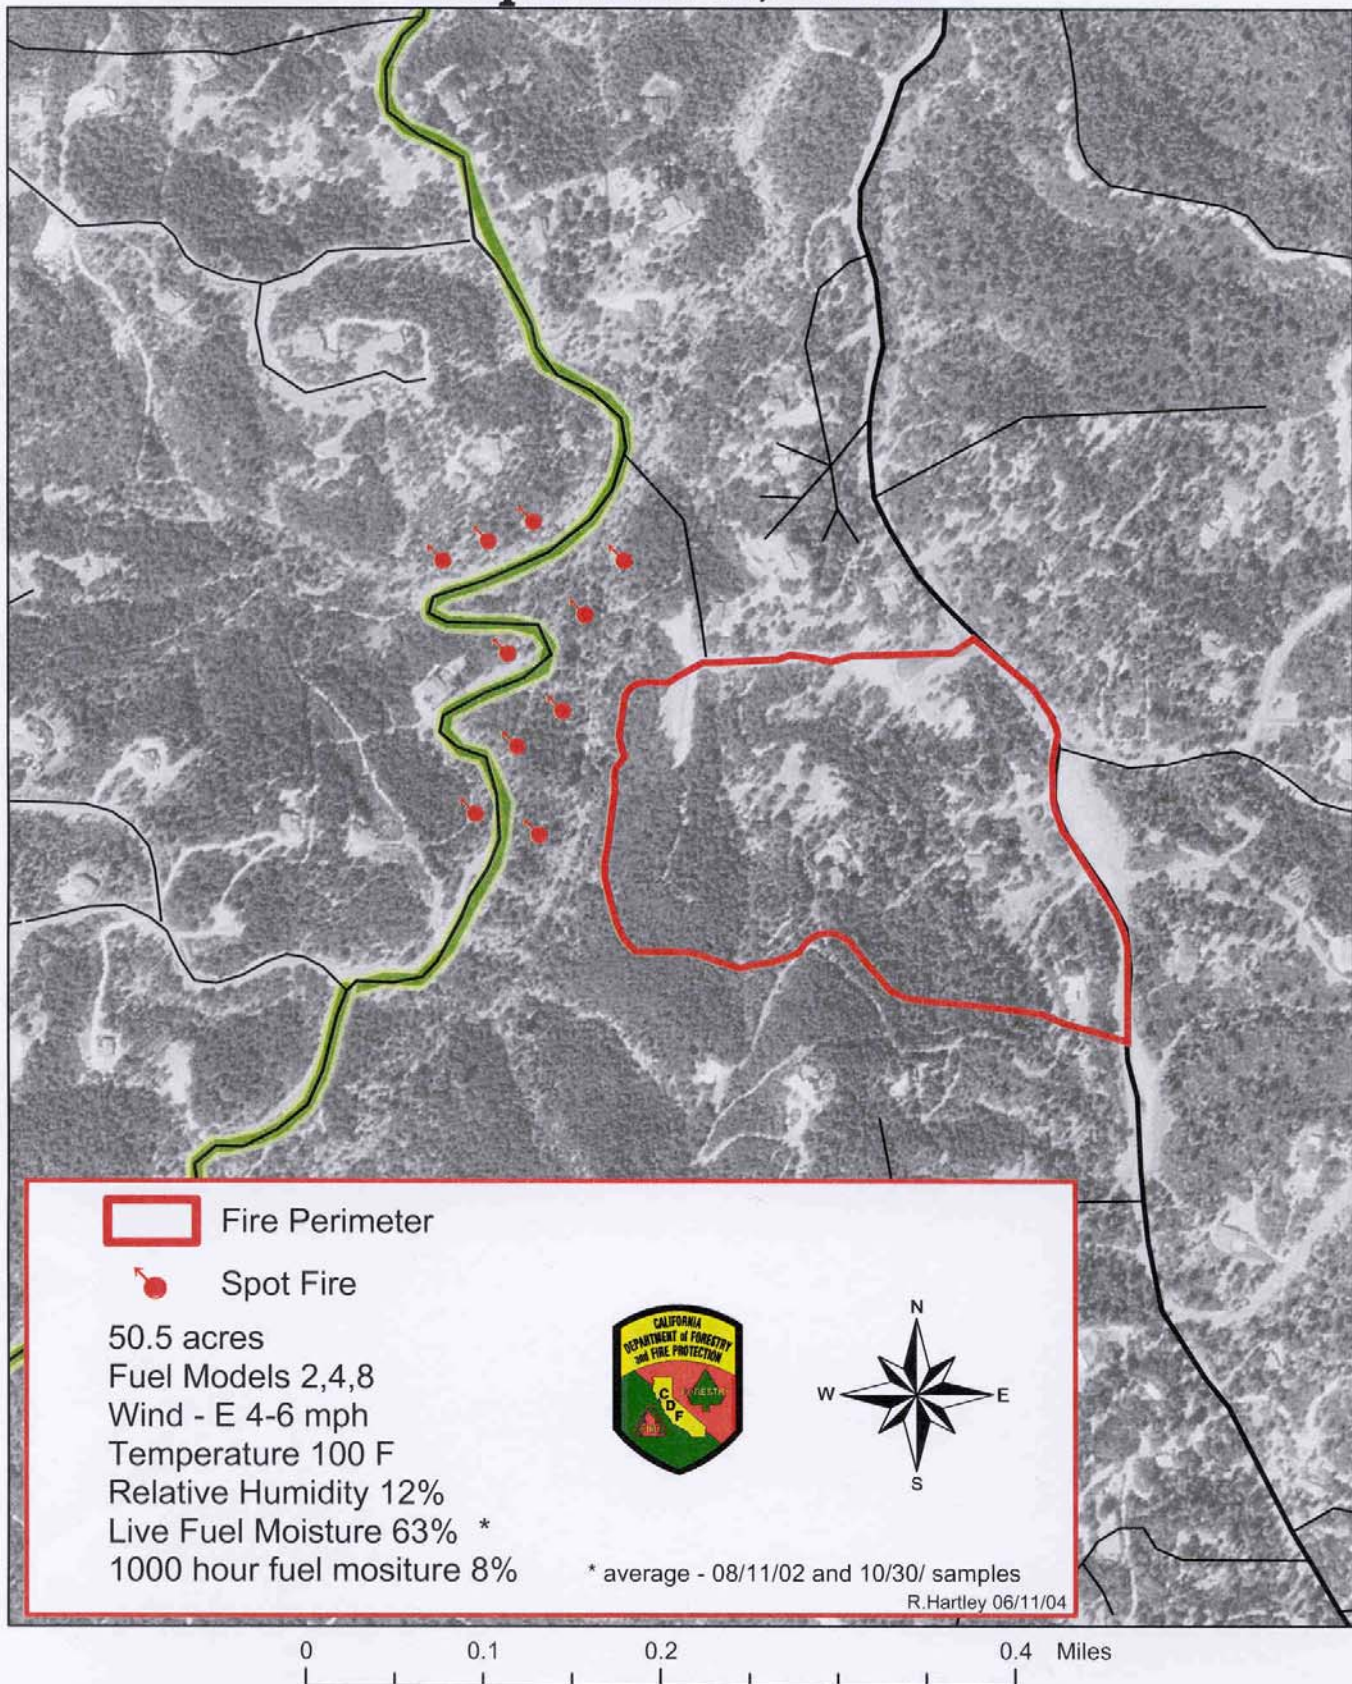 Fire Perimeter
Spot Fire
50.5 acres
Fuel Models 2,4,8
Wind - E 4-6 mph
Temperature 100 F
Relative Humidity 12%
Live Fuel Moisture 63% *
1000 hour fuel mositure 8%
CALIFORNIA
DEPARTMENT of FORESTRY
and FIRE PROTECTION
CDF
FIRE
N
W E
S
* average - 08/11/02 and 10/30/ samples
R.Hartley 06/11/04
0 0.1 0.2 0.4 Miles